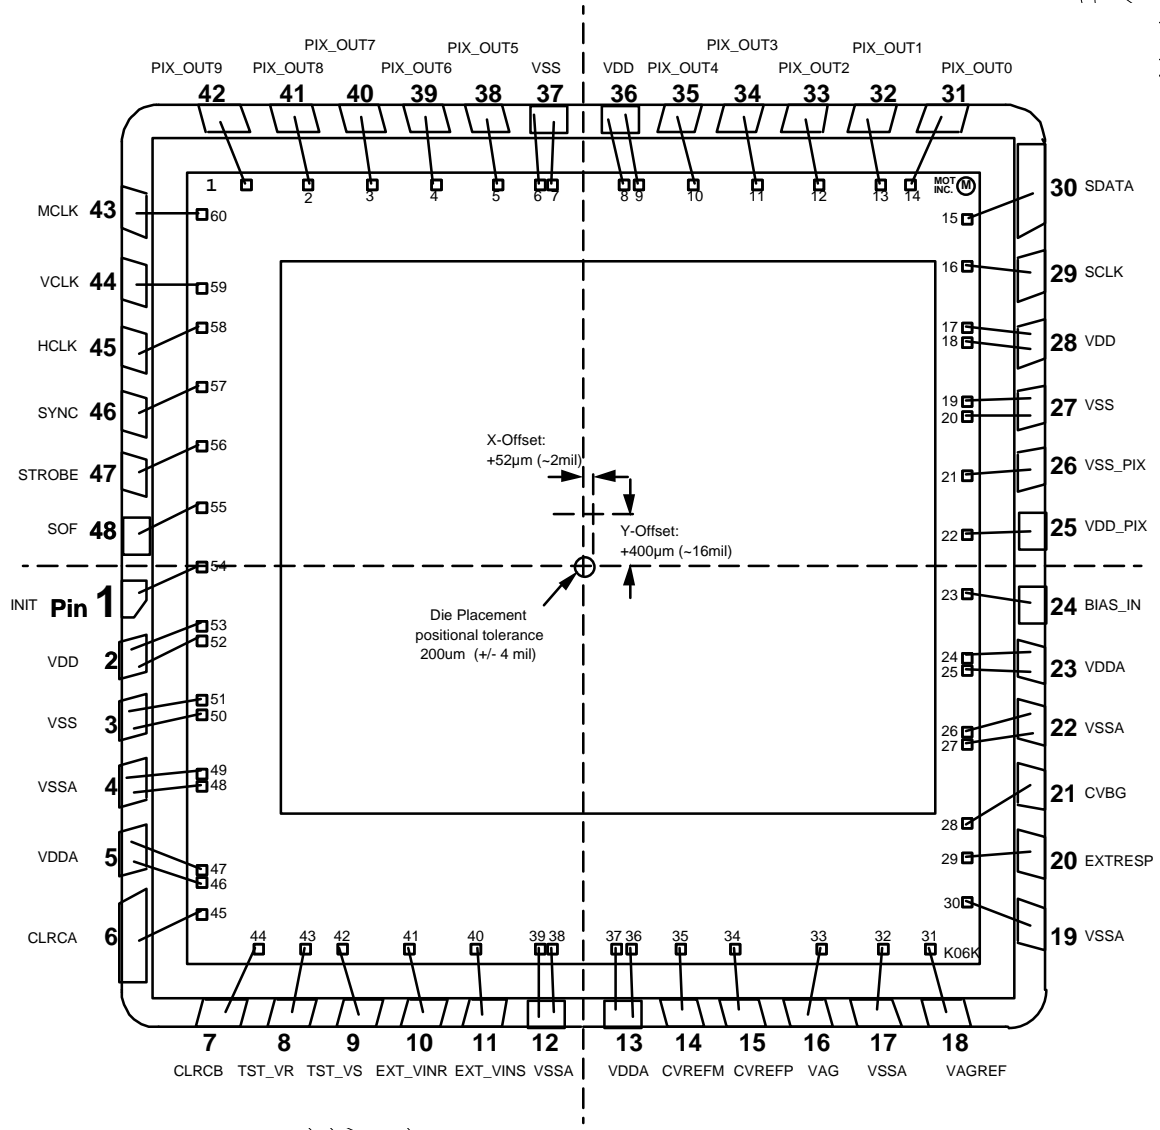 PIX_OUT7 PIX_OUT5 PIX_OUT3 PIX_OUT1
PIX_OUT9 PIX_OUT8 PIX_OUT6 VSS VDD PIX_OUT4 PIX_OUT2 PIX_OUT0
42 41 40 39 38 37 36 35 34 33 32 31
1 2 3 4 5 6 7 8 9 10 11 12 13 14
MOT INC. M
MCLK 43
VCLK 44
HCLK 45
SYNC 46
STROBE 47
SOF 48
INIT Pin 1
VDD 2
VSS 3
VSSA 4
VDDA 5
CLRCA 6
60
59
58
57
56
55
54
53
52
51
50
49
48
47
46
45
X-Offset:
+52µm (~2mil)
Y-Offset:
+400µm (~16mil)
Die Placement
positional tolerance
200um (+/- 4 mil)
15
16
17
18
19
20
21
22
23
24
25
26
27
28
29
30
30 SDATA
29 SCLK
28 VDD
27 VSS
26 VSS_PIX
25 VDD_PIX
24 BIAS_IN
23 VDDA
22 VSSA
21 CVBG
20 EXTRESP
19 VSSA
44 43 42 41 40 39 38 37 36 35 34 33 32 31
K06K
7 8 9 10 11 12 13 14 15 16 17 18
CLRCB TST_VR TST_VS EXT_VINR EXT_VINS VSSA VDDA CVREFM CVREFP VAG VSSA VAGREF